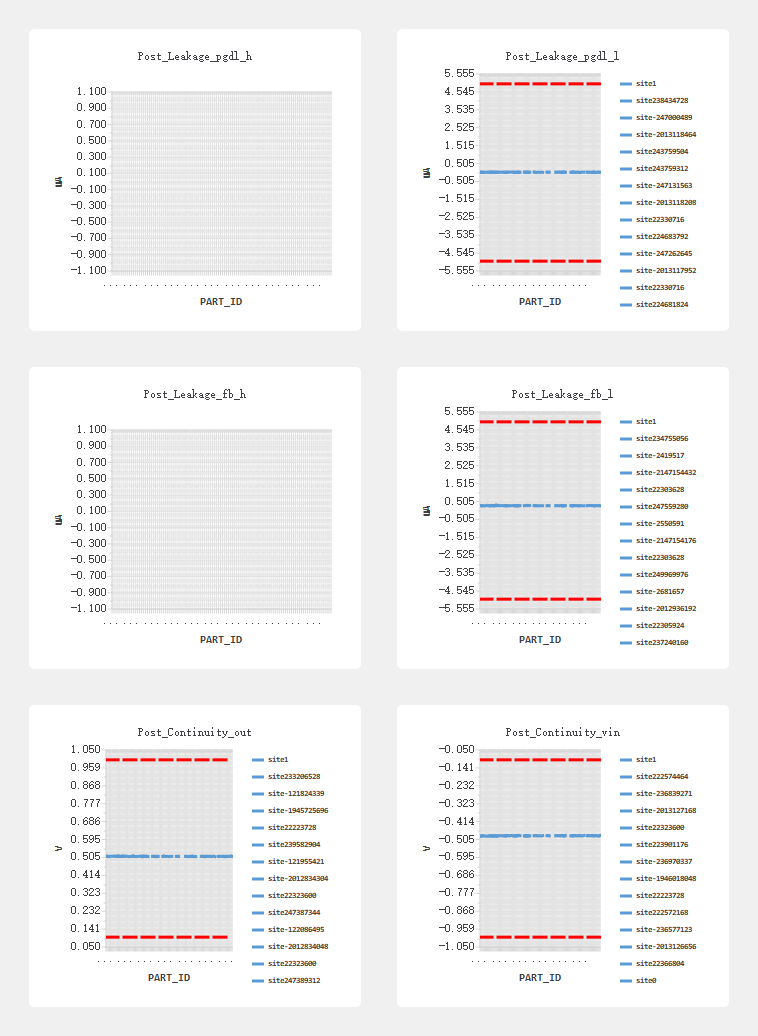 Post_Leakage_pgdl_h
1.100
0.900
0.700
0.500
0.300
0.100
-0.100
-0.300
-0.500
-0.700
-0.900
-1.100
PART_ID
Post_Leakage_pgdl_l
5.555
4.545
3.535
2.525
1.515
0.505
-0.505
-1.515
-2.525
-3.535
-4.545
-5.555
PART_ID
site1
site238434728
site-247000489
site-2013118464
site243759504
site243759312
site-247131563
site-2013118208
site22330716
site224683792
site-247262645
site-2013117952
site22330716
site224681824
Post_Leakage_fb_h
1.100
0.900
0.700
0.500
0.300
0.100
-0.100
-0.300
-0.500
-0.700
-0.900
-1.100
PART_ID
Post_Leakage_fb_l
5.555
4.545
3.535
2.525
1.515
0.505
-0.505
-1.515
-2.525
-3.535
-4.545
-5.555
PART_ID
site1
site234755056
site-2419517
site-2147154432
site22303628
site247559280
site-2550591
site-2147154176
site22303628
site249969976
site-2681657
site-2012936192
site22305924
site237240160
Post_Continuity_out
1.050
0.959
0.868
0.777
0.686
0.595
0.505
0.414
0.323
0.232
0.141
0.050
PART_ID
site1
site233206528
site-121824339
site-1945725696
site22223728
site239582904
site-121955421
site-2012834304
site22323600
site247387344
site-122086495
site-2012834048
site22323600
site247389312
Post_Continuity_vin
-0.050
-0.141
-0.232
-0.323
-0.414
-0.505
-0.595
-0.686
-0.777
-0.868
-0.959
-1.050
PART_ID
site1
site222574464
site-236839271
site-2013127168
site22323600
site223901176
site-236970337
site-1946018048
site22223728
site222572168
site-236577123
site-2013126656
site22366804
site0